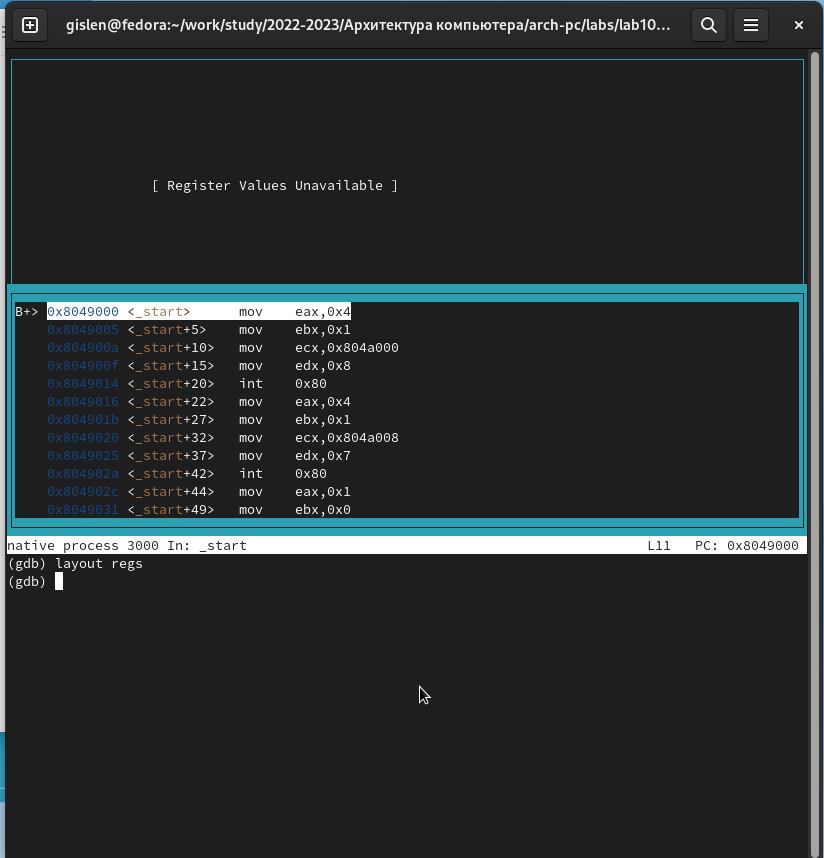 gislen@fedora:~/work/study/2022-2023/Архитектура компьютера/arch-pc/labs/lab10...
[ Register Values Unavailable ]
B+> 0x8049000 <_start>      mov    eax,0x4
    0x8049005 <_start+5>    mov    ebx,0x1
    0x804900a <_start+10>   mov    ecx,0x804a000
    0x804900f <_start+15>   mov    edx,0x8
    0x8049014 <_start+20>   int    0x80
    0x8049016 <_start+22>   mov    eax,0x4
    0x804901b <_start+27>   mov    ebx,0x1
    0x8049020 <_start+32>   mov    ecx,0x804a008
    0x8049025 <_start+37>   mov    edx,0x7
    0x804902a <_start+42>   int    0x80
    0x804902c <_start+44>   mov    eax,0x1
    0x8049031 <_start+49>   mov    ebx,0x0
native process 3000 In: _start    L11   PC: 0x8049000
(gdb) layout regs
(gdb)